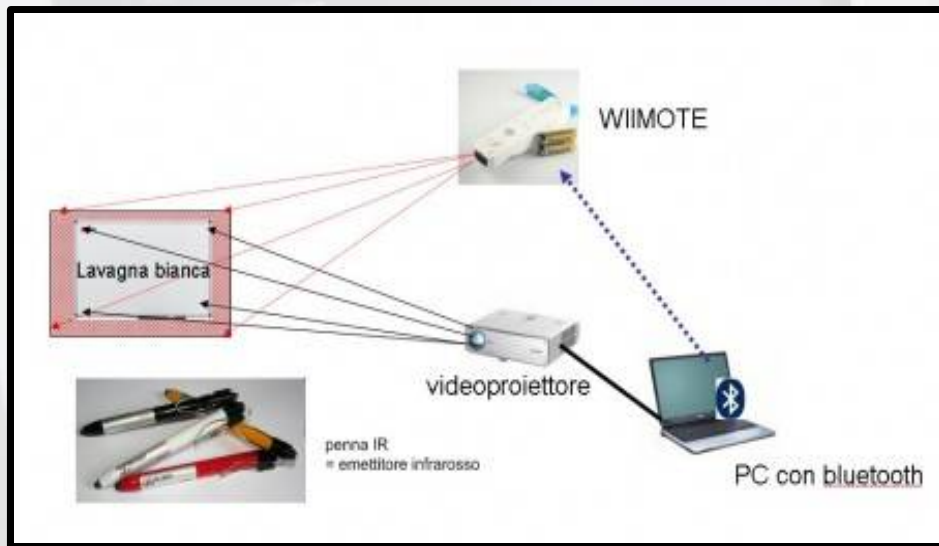 WIIMOTE
Lavagna bianca
videoproiettore
penna IR
= emettitore infrarosso
PC con bluetooth